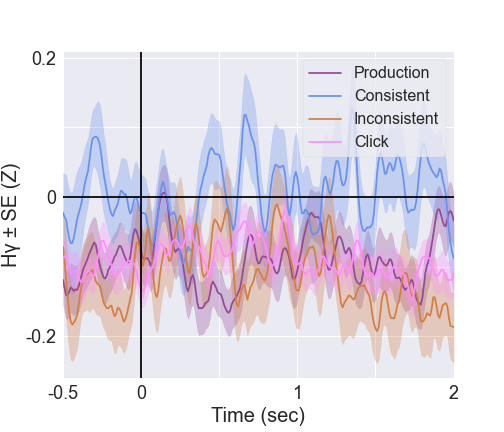 Production
Consistent
Inconsistent
Click
0.2
0
-0.2
Hγ ± SE (Z)
-0.5
0
1
2
Time (sec)